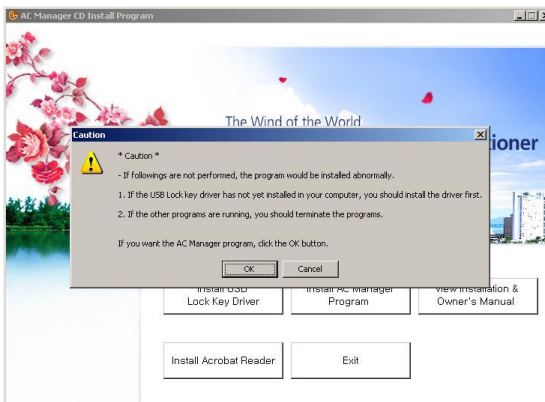 AC Manager CD Install Program
The Wind of the World
tioner
Caution
* Caution *
- If followings are not performed, the program would be installed abnormally.
1. If the USB Lock key driver has not yet installed in your computer, you should install the driver first.
2. If the other programs are running, you should terminate the programs.
If you want the AC Manager program, click the OK button.
OK
Cancel
Install USB
Lock Key Driver
Install AC Manager
Program
View Installation &
Owner's Manual
Install Acrobat Reader
Exit